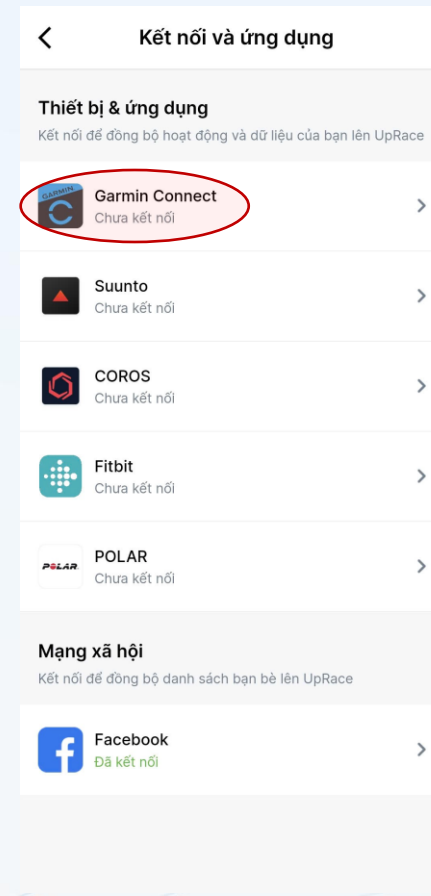 Kết nối và ứng dụng
Thiết bị & ứng dụng
Kết nối để đồng bộ hoạt động và dữ liệu của bạn lên UpRace
GARMIN
Garmin Connect
Chưa kết nối
Suunto
Chưa kết nối
COROS
Chưa kết nối
Fitbit
Chưa kết nối
POLAR
POLAR
Chưa kết nối
Mạng xã hội
Kết nối để đồng bộ danh sách bạn bè lên UpRace
Facebook
Đã kết nối